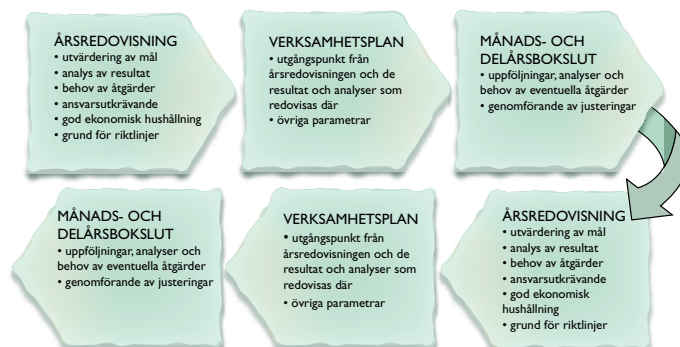 ÅRSREDOVISNING
• utvärdering av mål
• analys av resultat
• behov av åtgärder
• ansvarsutkrävande
• god ekonomisk hushållning
• grund för riktlinjer
VERKSAMHETSPLAN
• utgångspunkt från
årsredovisningen och de
resultat och analyser som
redovisas där
• övriga parametrar
MÅNADS- OCH
DELÅRSBOKSLUT
• uppföljningar, analyser och
behov av eventuella åtgärder
• genomförande av justeringar
ÅRSREDOVISNING
• utvärdering av mål
• analys av resultat
• behov av åtgärder
• ansvarsutkrävande
• god ekonomisk
hushållning
• grund för riktlinjer
VERKSAMHETSPLAN
• utgångspunkt från
årsredovisningen och de
resultat och analyser som
redovisas där
• övriga parametrar
MÅNADS- OCH
DELÅRSBOKSLUT
• uppföljningar, analyser och
behov av eventuella åtgärder
• genomförande av justeringar